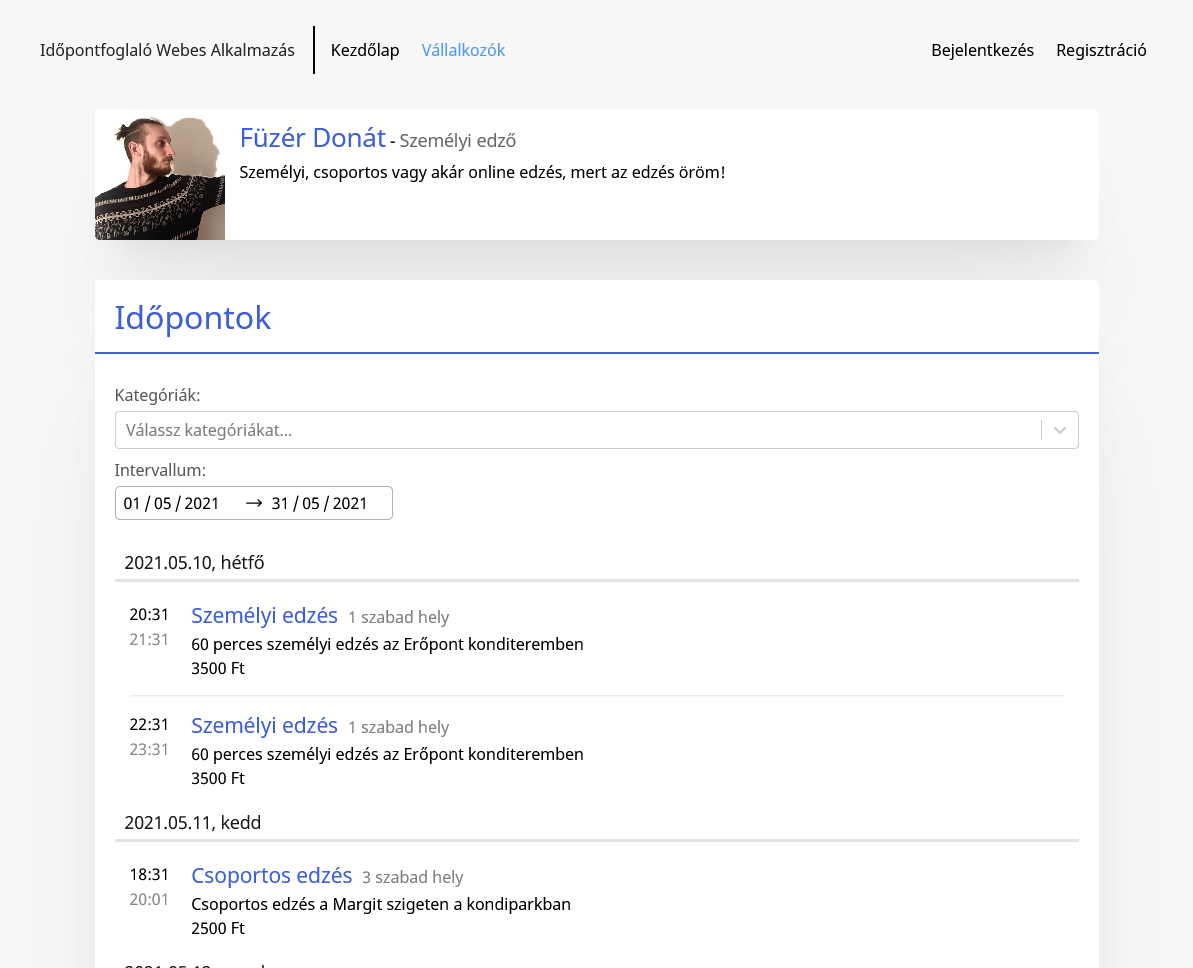 Időpontfoglaló Webes Alkalmazás
Kezdőlap
Vállalkozók
Bejelentkezés
Regisztráció
Füzér Donát - Személyi edző
Személyi, csoportos vagy akár online edzés, mert az edzés öröm!
Időpontok
Kategóriák:
Válassz kategóriákat...
Intervallum:
01 / 05 / 2021 → 31 / 05 / 2021
2021.05.10, hétfő
20:31 Személyi edzés 1 szabad hely
21:31
60 perces személyi edzés az Erőpont konditeremben
3500 Ft
22:31 Személyi edzés 1 szabad hely
23:31
60 perces személyi edzés az Erőpont konditeremben
3500 Ft
2021.05.11, kedd
18:31 Csoportos edzés 3 szabad hely
20:01
Csoportos edzés a Margit szigeten a kondiparkban
2500 Ft